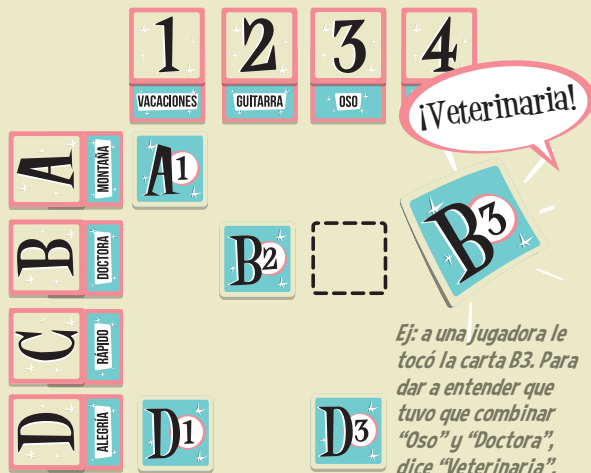 1 2 3 4
VACACIONES GUITARRA OSO
¡Veterinaria!
A MONTAÑA A1
B DOCTORA B2 B3
C RÁPIDO
D ALEGRÍA D1 D3
Ej: a una jugadora le
tocó la carta B3. Para
dar a entender que
tuvo que combinar
“Oso” y “Doctora”,
dice “Veterinaria”.